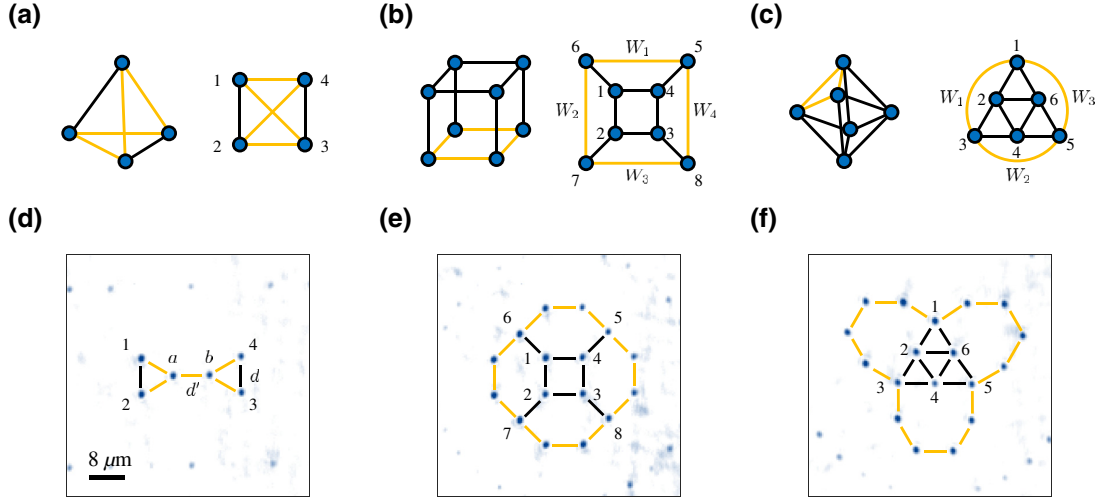 (a)
(b)
(c)
1 4
2 3
6 W₁ 5
1 4
W₂ W₄
2 3
7 W₃ 8
1
W₁ 2 6 W₃
3 4 5
W₂
(d)
(e)
(f)
1 a b 4
2 d′ d 3
8 μm
6 5
1 4
2 3
7 8
1
2 6
3 4 5